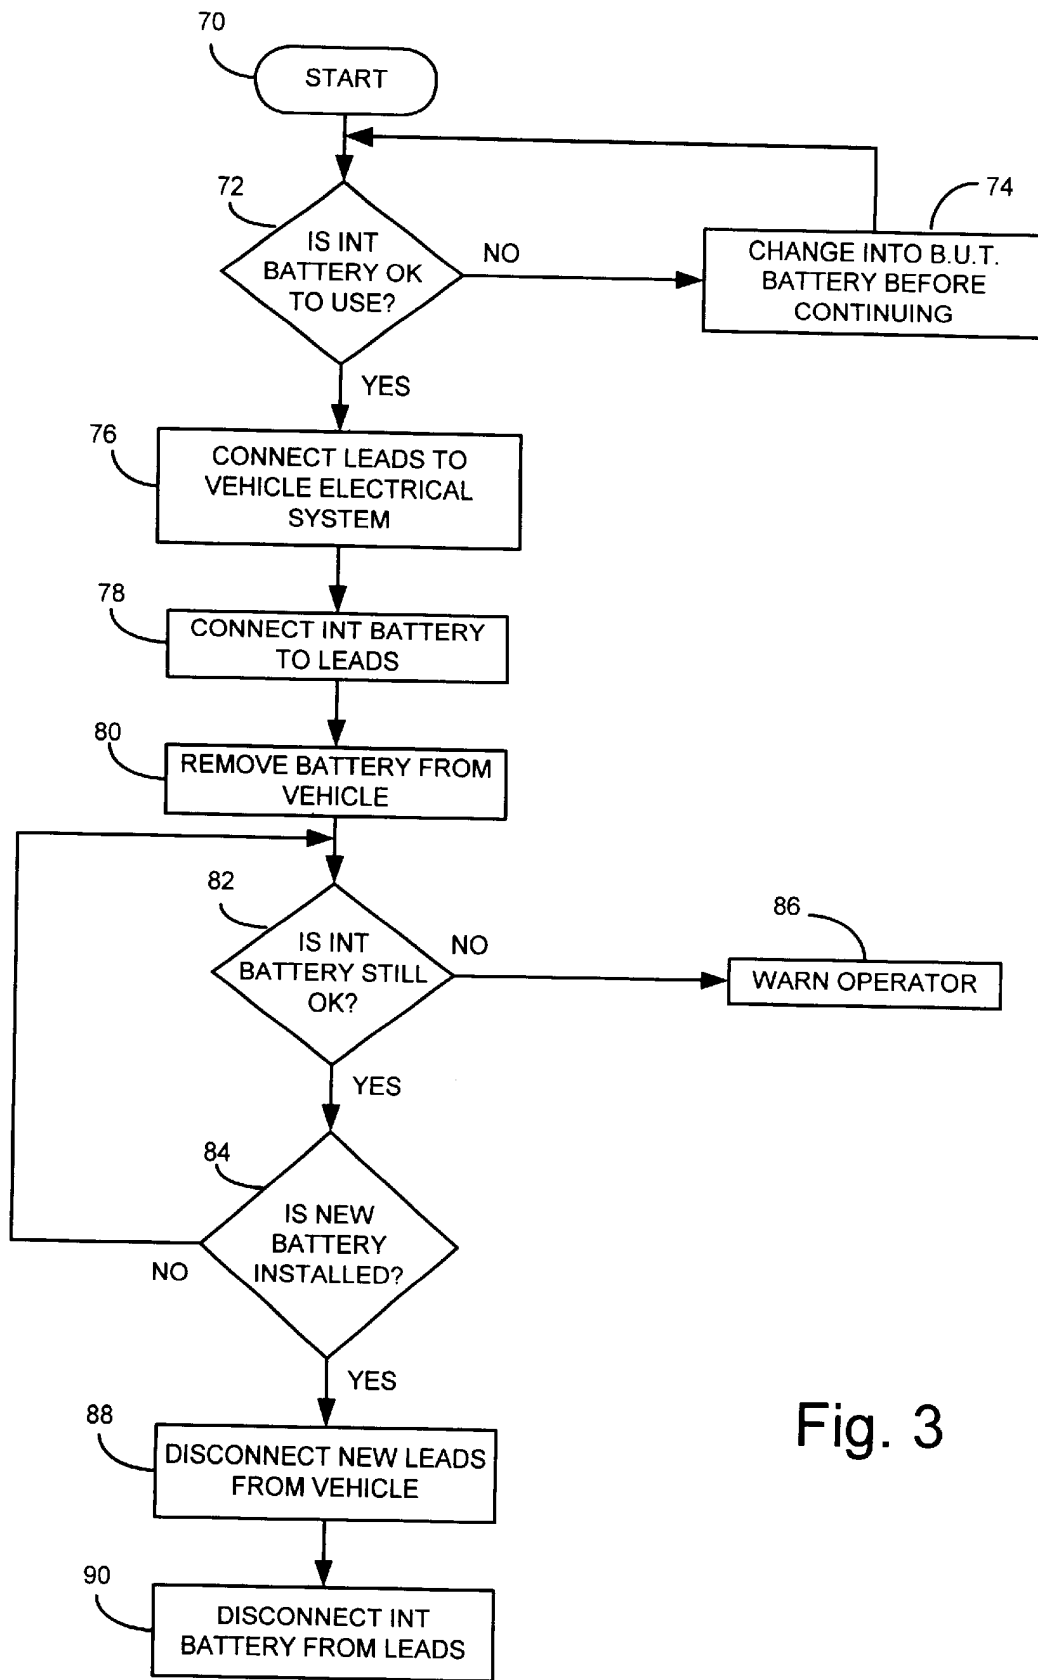 70
START
72
IS INT
BATTERY OK
TO USE?
NO
74
CHANGE INTO B.U.T.
BATTERY BEFORE
CONTINUING
YES
76
CONNECT LEADS TO
VEHICLE ELECTRICAL
SYSTEM
78
CONNECT INT BATTERY
TO LEADS
80
REMOVE BATTERY FROM
VEHICLE
82
IS INT
BATTERY STILL
OK?
NO
86
WARN OPERATOR
YES
84
IS NEW
BATTERY
INSTALLED?
NO
YES
88
DISCONNECT NEW LEADS
FROM VEHICLE
Fig. 3
90
DISCONNECT INT
BATTERY FROM LEADS